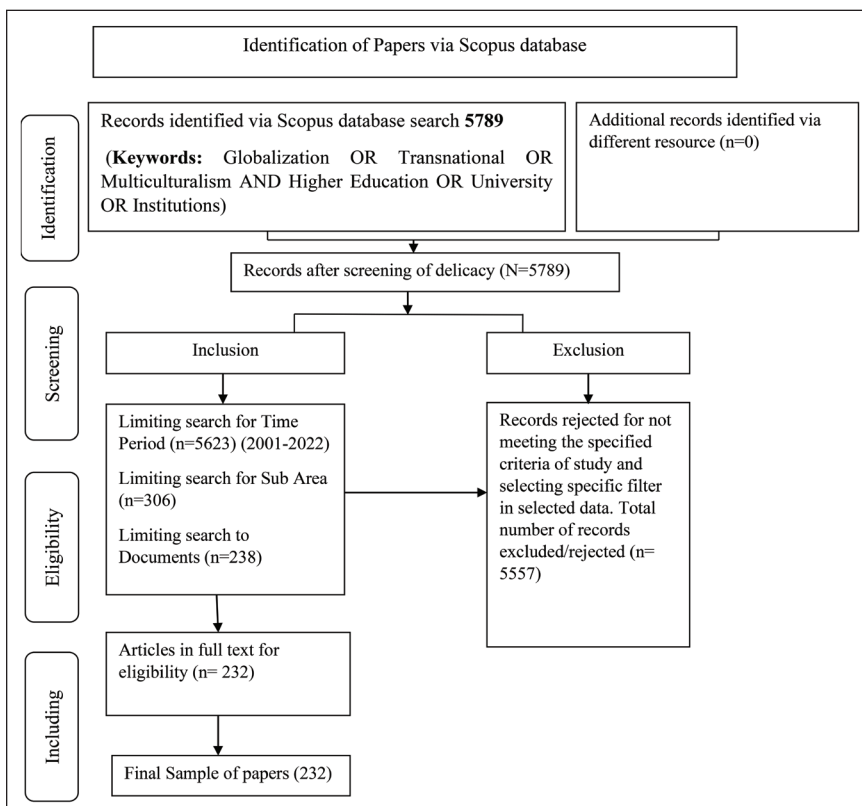 Identification of Papers via Scopus database
Identification
Records identified via Scopus database search 5789
(Keywords: Globalization OR Transnational OR
Multiculturalism AND Higher Education OR University
OR Institutions)
Additional records identified via
different resource (n=0)
Records after screening of delicacy (N=5789)
Screening
Inclusion
Exclusion
Limiting search for Time
Period (n=5623) (2001-2022)
Limiting search for Sub Area
(n=306)
Limiting search to
Documents (n=238)
Records rejected for not
meeting the specified
criteria of study and
selecting specific filter
in selected data. Total
number of records
excluded/rejected (n=
5557)
Eligibility
Articles in full text for
eligibility (n= 232)
Including
Final Sample of papers (232)